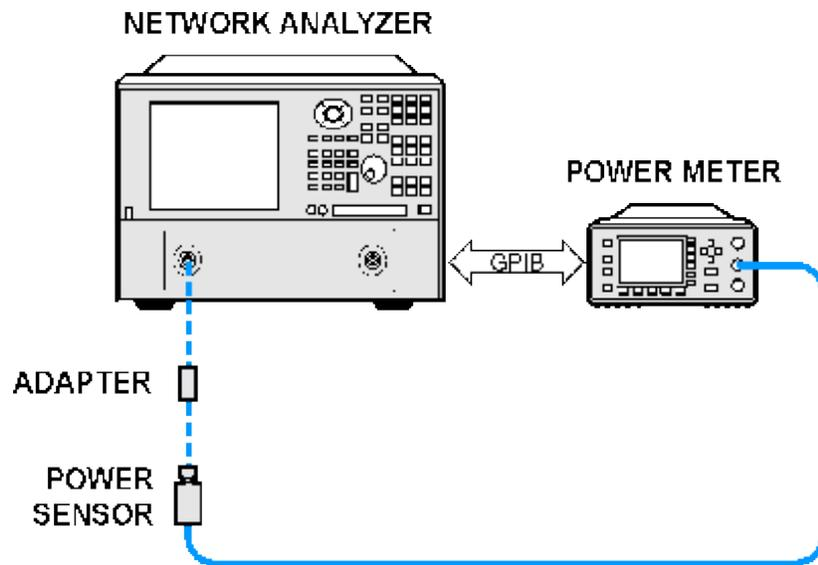 NETWORK ANALYZER
POWER METER
GPIB
ADAPTER
POWER
SENSOR